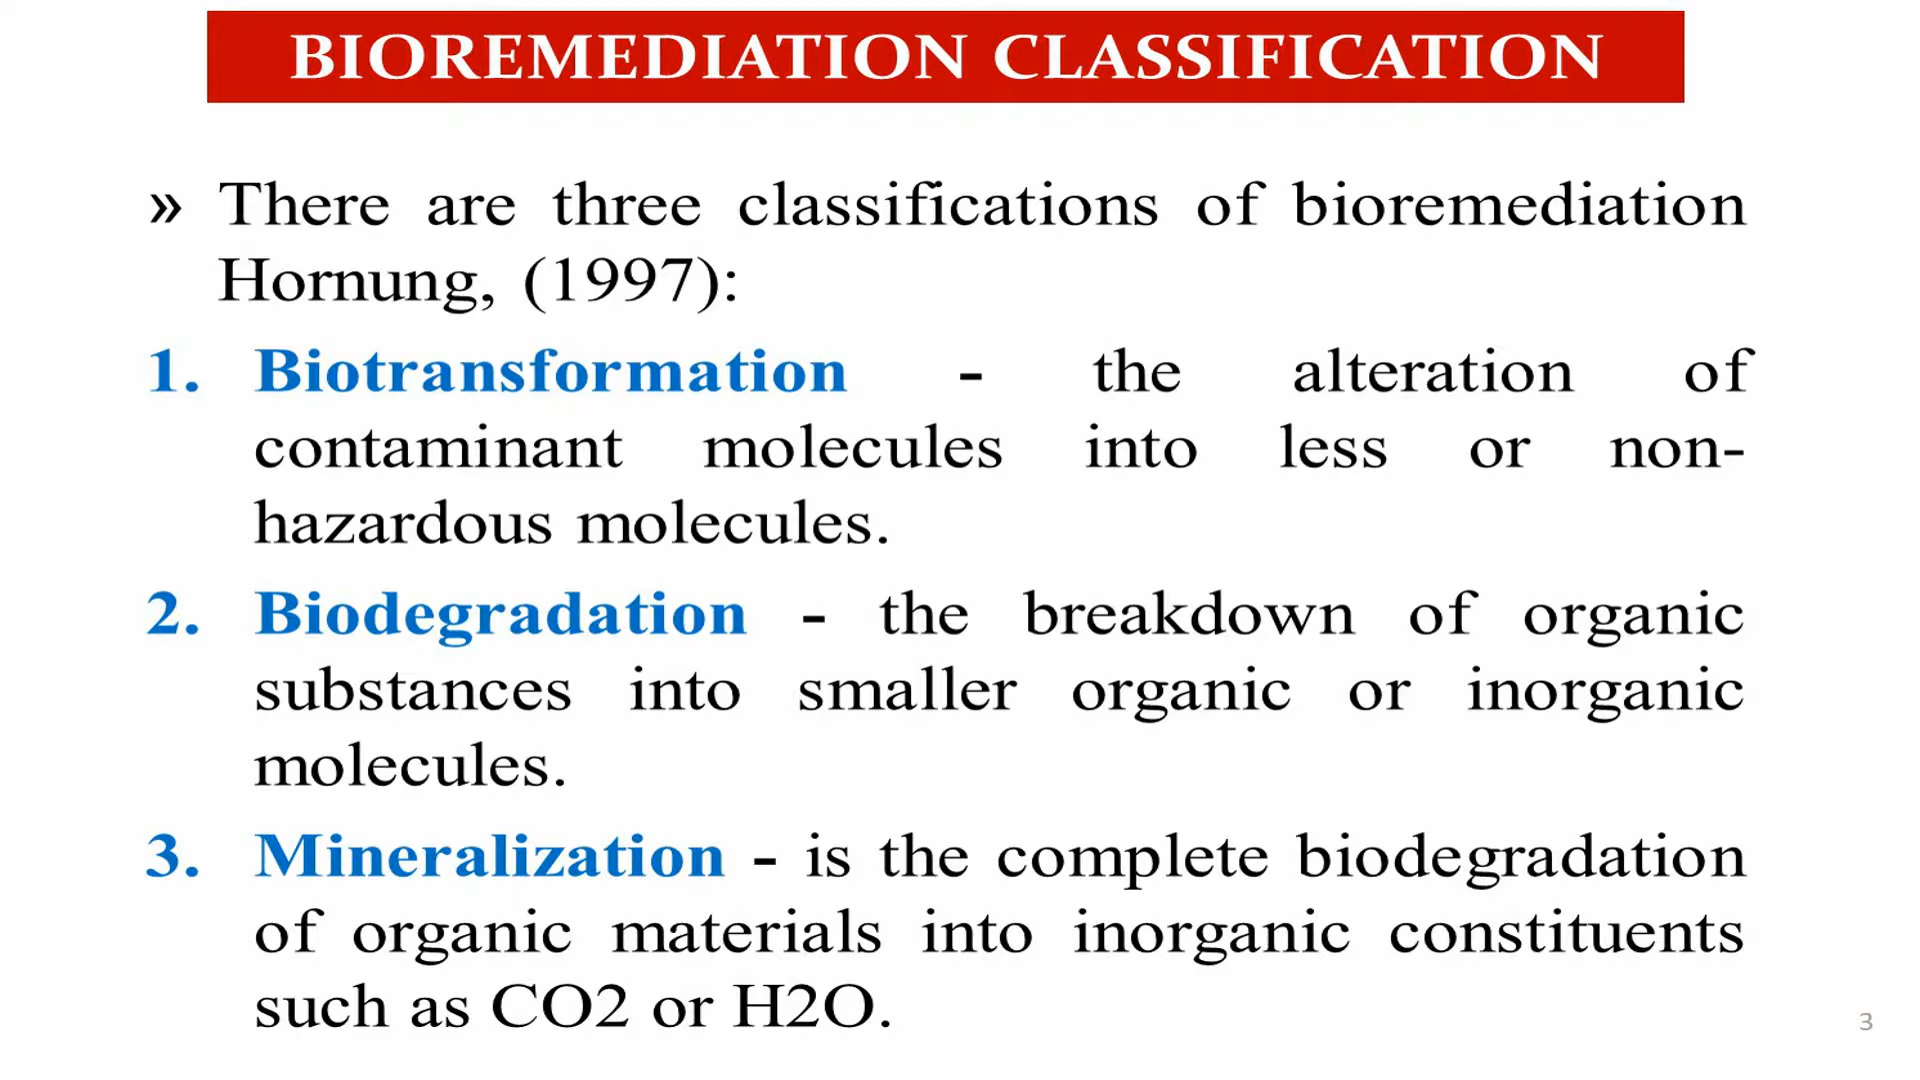 BIOREMEDIATION CLASSIFICATION
» There are three classifications of bioremediation
Hornung, (1997):
1. Biotransformation - the alteration of
contaminant molecules into less or non-
hazardous molecules.
2. Biodegradation - the breakdown of organic
substances into smaller organic or inorganic
molecules.
3. Mineralization - is the complete biodegradation
of organic materials into inorganic constituents
such as CO2 or H2O.
3